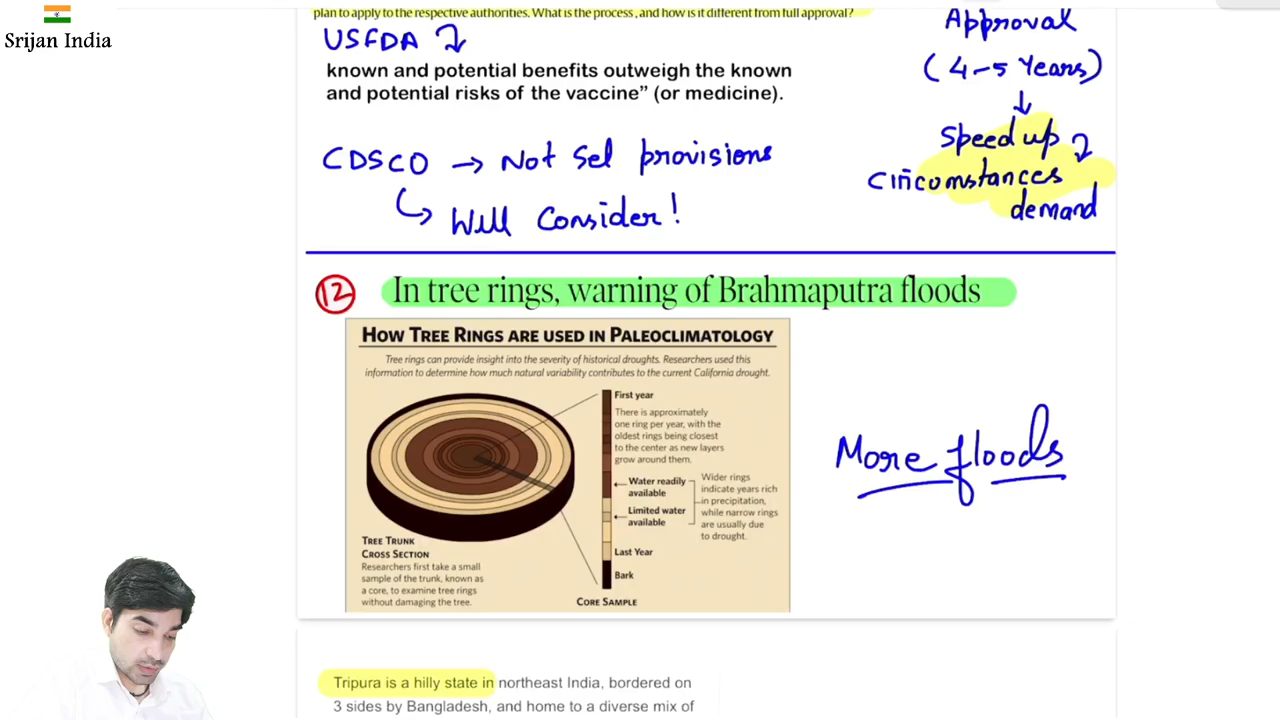 Srijan India
plan to apply to the respective authorities. What is the process, and how is it different from full approval?
USFDA
known and potential benefits outweigh the known
and potential risks of the vaccine” (or medicine).
CDSCO → Not Sel provisions
Will Consider!
Approval
(4-5 Years)
Speed up
circumstances
demand
12
In tree rings, warning of Brahmaputra floods
HOW TREE RINGS ARE USED IN PALEOCLIMATOLOGY
Tree rings can provide insight into the severity of historical droughts. Researchers used this
information to determine how much natural variability contributes to the current California drought.
First year
There is approximately
one ring per year, with the
oldest rings being closest
to the center as new layers
grow around them.
Water readily
available
Limited water
available
Wider rings
indicate years rich
in precipitation,
while narrow rings
are usually due
to drought.
Last Year
Bark
CORE SAMPLE
TREE TRUNK
CROSS SECTION
Researchers first take a small
sample of the trunk, known as
a core, to examine tree rings
without damaging the tree.
More floods
Tripura is a hilly state in northeast India, bordered on
3 sides by Bangladesh, and home to a diverse mix of